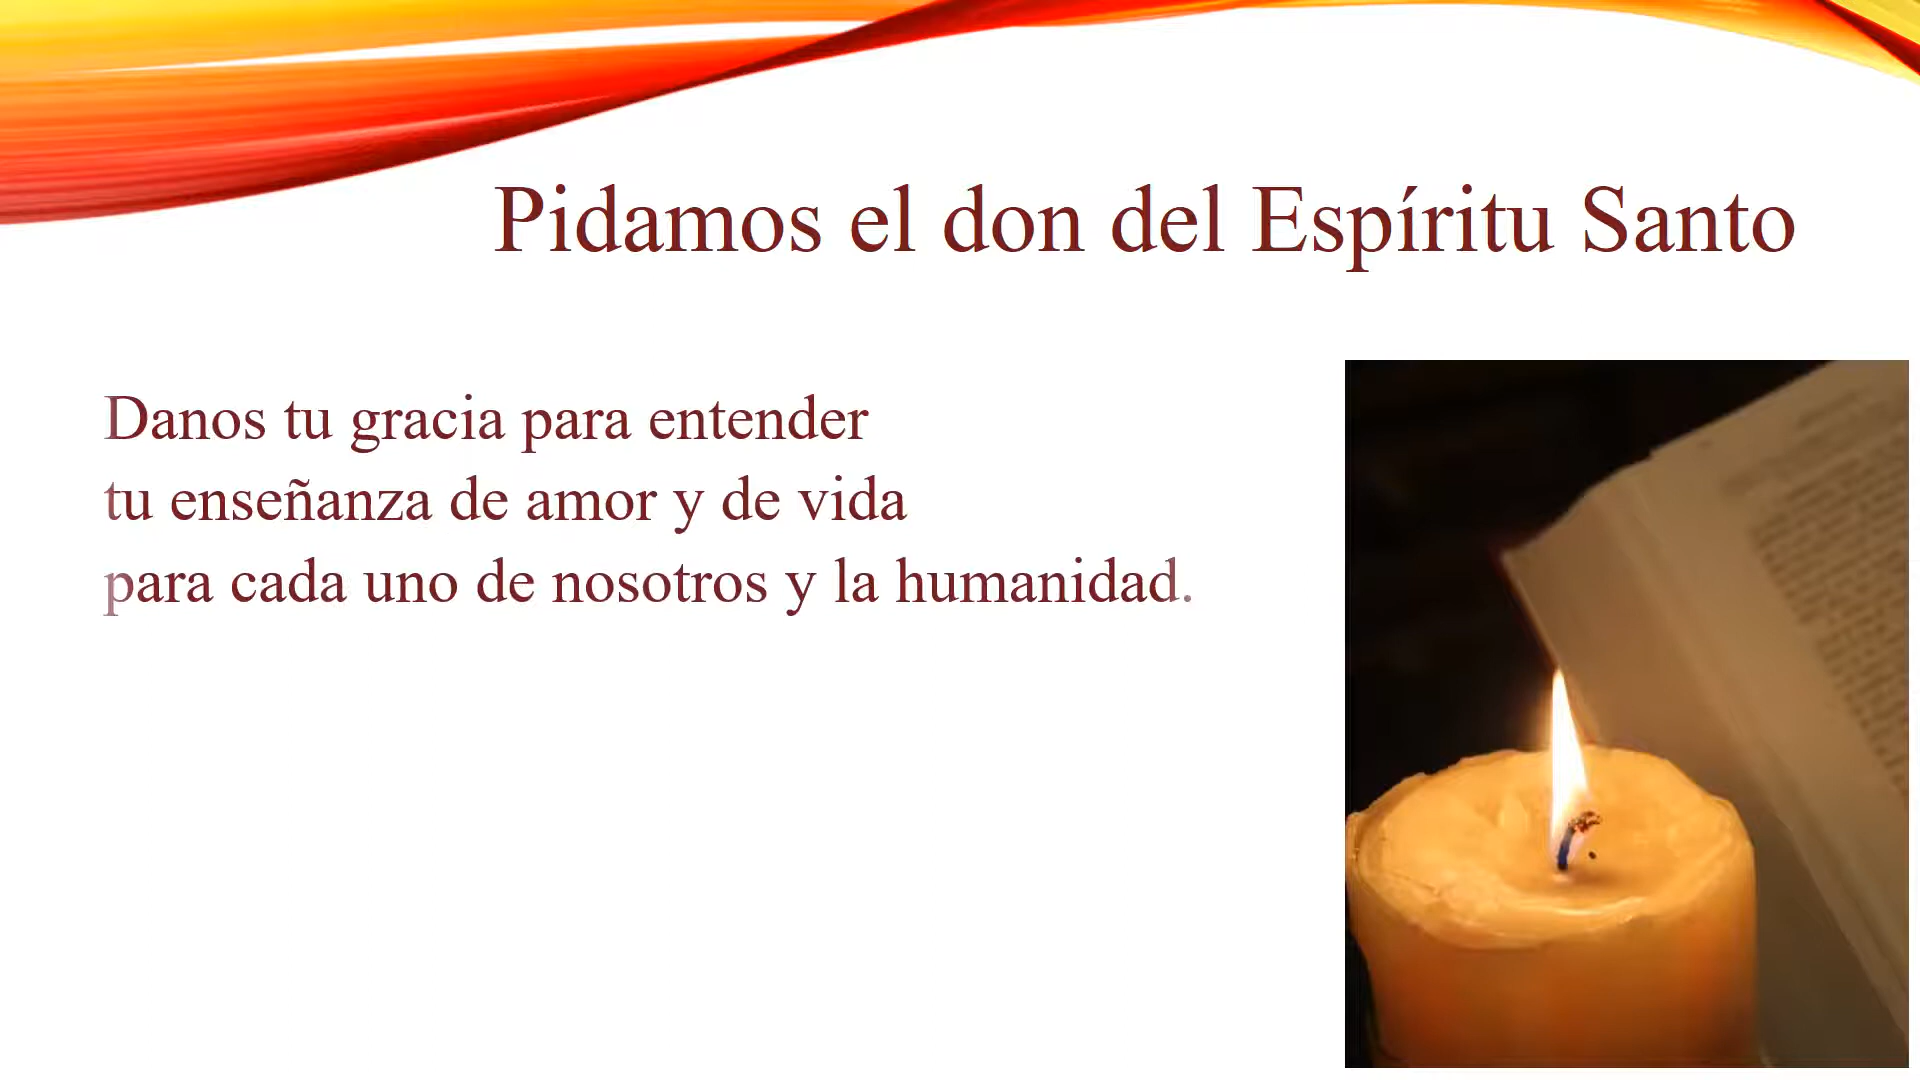 Pidamos el don del Espíritu Santo
Danos tu gracia para entender
tu enseñanza de amor y de vida
para cada uno de nosotros y la humanidad.